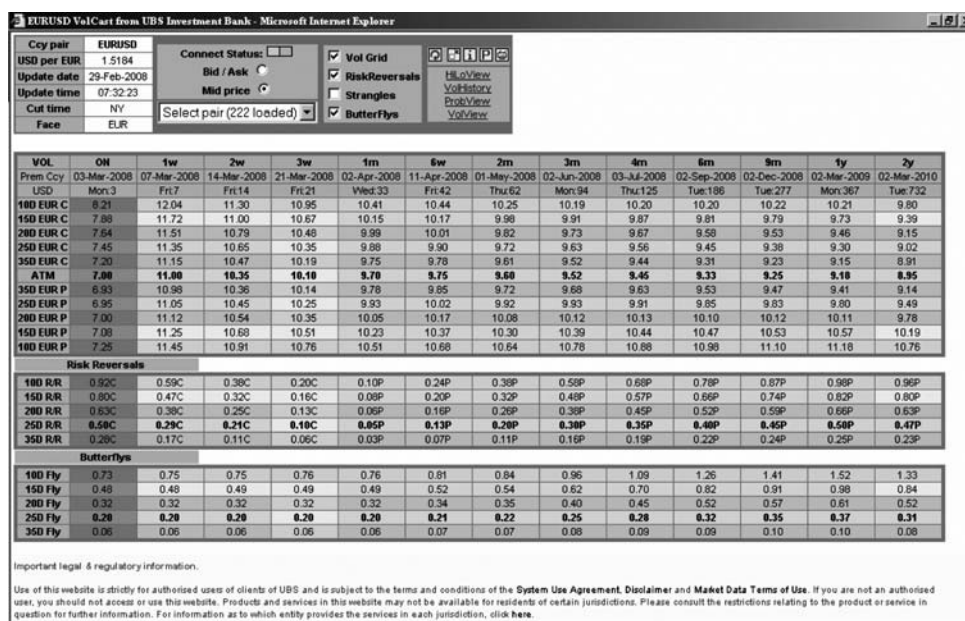 EURUSD VolCast from UBS Investment Bank - Microsoft Internet Explorer
Ccy pair EURUSD
USD per EUR 1.5184
Update date 29-Feb-2008
Update time 07:32:23
Cut time NY
Face EUR
Connect Status:
Bid / Ask
Mid price
Select pair (222 loaded)
Vol Grid
RiskReversals
Strangles
ButterFlys
HiLoView
VolHistory
ProbView
VolView
VOL ON 1w 2w 3w 1m 6w 2m 3m 4m 6m 9m 1y 2y
Prem Ccy 03-Mar-2008 07-Mar-2008 14-Mar-2008 21-Mar-2008 02-Apr-2008 11-Apr-2008 01-May-2008 02-Jun-2008 03-Jul-2008 02-Sep-2008 02-Dec-2008 02-Mar-2009 02-Mar-2010
USD Mon:3 Fri:7 Fri:14 Fri:21 Wed:33 Fri:42 Thu:62 Mon:94 Thu:125 Tue:186 Tue:277 Mon:367 Tue:732
10D EUR C 8.21 12.04 11.30 10.95 10.41 10.44 10.25 10.19 10.20 10.20 10.22 10.21 9.80
15D EUR C 7.88 11.72 11.00 10.67 10.15 10.17 9.98 9.91 9.87 9.81 9.79 9.73 9.39
20D EUR C 7.64 11.51 10.79 10.48 9.99 10.01 9.82 9.73 9.67 9.58 9.53 9.46 9.15
25D EUR C 7.45 11.35 10.65 10.35 9.88 9.90 9.72 9.63 9.56 9.45 9.38 9.30 9.02
35D EUR C 7.20 11.15 10.47 10.19 9.75 9.78 9.61 9.52 9.44 9.31 9.23 9.15 8.91
ATM 7.00 11.00 10.35 10.10 9.70 9.75 9.60 9.52 9.45 9.33 9.25 9.18 8.95
35D EUR P 6.93 10.98 10.36 10.14 9.78 9.85 9.72 9.68 9.63 9.53 9.47 9.41 9.14
25D EUR P 6.95 11.05 10.45 10.25 9.93 10.02 9.92 9.93 9.91 9.85 9.83 9.80 9.49
20D EUR P 7.00 11.12 10.54 10.35 10.05 10.17 10.08 10.12 10.13 10.10 10.12 10.11 9.78
15D EUR P 7.08 11.25 10.68 10.51 10.23 10.37 10.30 10.39 10.44 10.47 10.53 10.57 10.19
10D EUR P 7.25 11.45 10.91 10.76 10.51 10.68 10.64 10.78 10.88 10.98 11.10 11.18 10.76
Risk Reversals
10D R/R 0.92C 0.59C 0.38C 0.20C 0.10P 0.24P 0.38P 0.58P 0.68P 0.78P 0.87P 0.98P 0.96P
15D R/R 0.80C 0.47C 0.32C 0.16C 0.08P 0.20P 0.32P 0.48P 0.57P 0.66P 0.74P 0.82P 0.80P
20D R/R 0.63C 0.38C 0.25C 0.13C 0.06P 0.16P 0.26P 0.38P 0.45P 0.52P 0.59P 0.66P 0.63P
25D R/R 0.50C 0.29C 0.21C 0.10C 0.05P 0.13P 0.20P 0.30P 0.35P 0.40P 0.45P 0.50P 0.47P
35D R/R 0.28C 0.17C 0.11C 0.06C 0.03P 0.07P 0.11P 0.16P 0.19P 0.22P 0.24P 0.25P 0.23P
Butterflys
10D Fly 0.73 0.75 0.75 0.76 0.76 0.81 0.84 0.96 1.09 1.26 1.41 1.52 1.33
15D Fly 0.48 0.48 0.49 0.49 0.49 0.52 0.54 0.62 0.70 0.82 0.91 0.98 0.84
20D Fly 0.32 0.32 0.32 0.32 0.32 0.34 0.35 0.40 0.45 0.52 0.57 0.61 0.52
25D Fly 0.20 0.20 0.20 0.20 0.20 0.21 0.22 0.25 0.28 0.32 0.35 0.37 0.31
35D Fly 0.06 0.06 0.06 0.06 0.06 0.07 0.07 0.08 0.09 0.09 0.10 0.10 0.08
Important legal & regulatory information.
Use of this website is strictly for authorised users of clients of UBS and is subject to the terms and conditions of the System Use Agreement, Disclaimer and Market Data Terms of Use. If you are not an authorised
user, you should not access or use this website. Products and services in this website may not be available for residents of certain jurisdictions. Please consult the restrictions relating to the product or service in
question for further information. For information as to which entity provides the services in each jurisdiction, click here.